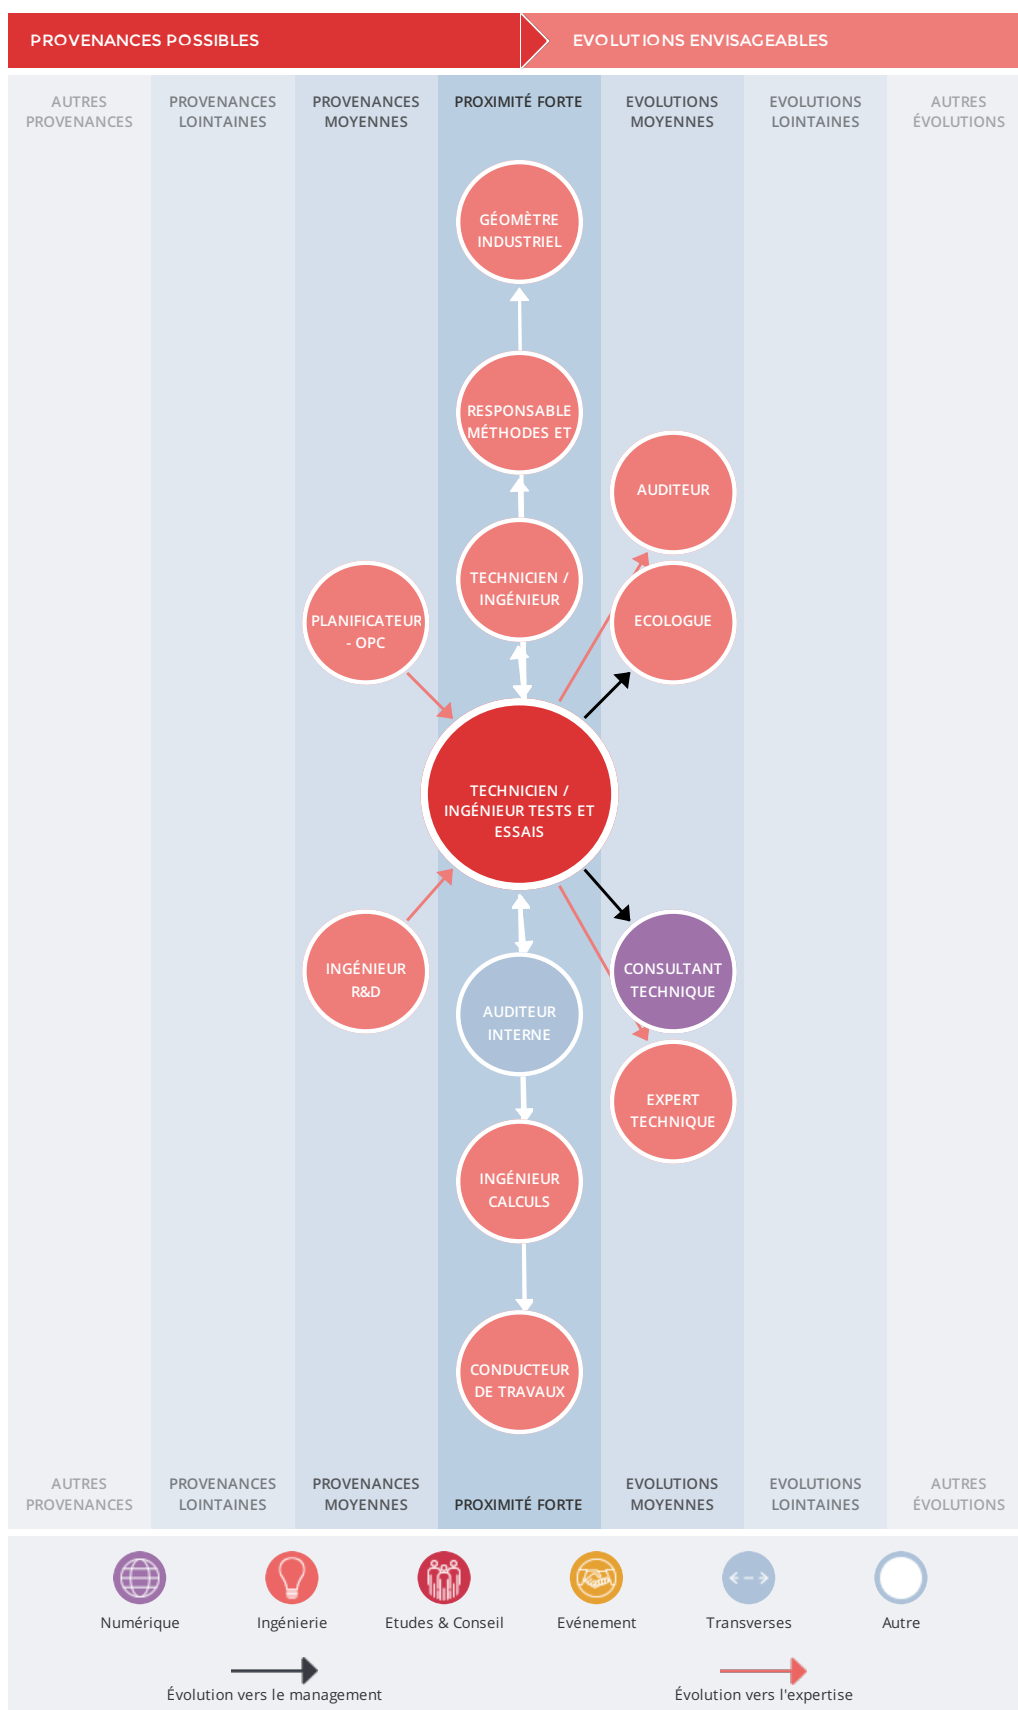 PROVENANCES POSSIBLES
EVOLUTIONS ENVISAGEABLES
AUTRES
PROVENANCES
PROVENANCES
LOINTAINES
PROVENANCES
MOYENNES
PROXIMITÉ FORTE
EVOLUTIONS
MOYENNES
EVOLUTIONS
LOINTAINES
AUTRES
ÉVOLUTIONS
GÉOMÈTRE
INDUSTRIEL
RESPONSABLE
MÉTHODES ET
AUDITEUR
TECHNICIEN /
INGÉNIEUR
PLANIFICATEUR
- OPC
ECOLOGUE
TECHNICIEN /
INGÉNIEUR TESTS ET
ESSAIS
INGÉNIEUR
R&D
CONSULTANT
TECHNIQUE
AUDITEUR
INTERNE
EXPERT
TECHNIQUE
INGÉNIEUR
CALCULS
CONDUCTEUR
DE TRAVAUX
AUTRES
PROVENANCES
PROVENANCES
LOINTAINES
PROVENANCES
MOYENNES
PROXIMITÉ FORTE
EVOLUTIONS
MOYENNES
EVOLUTIONS
LOINTAINES
AUTRES
ÉVOLUTIONS
Numérique
Ingénierie
Etudes & Conseil
Evénement
Transverses
Autre
Évolution vers le management
Évolution vers l'expertise